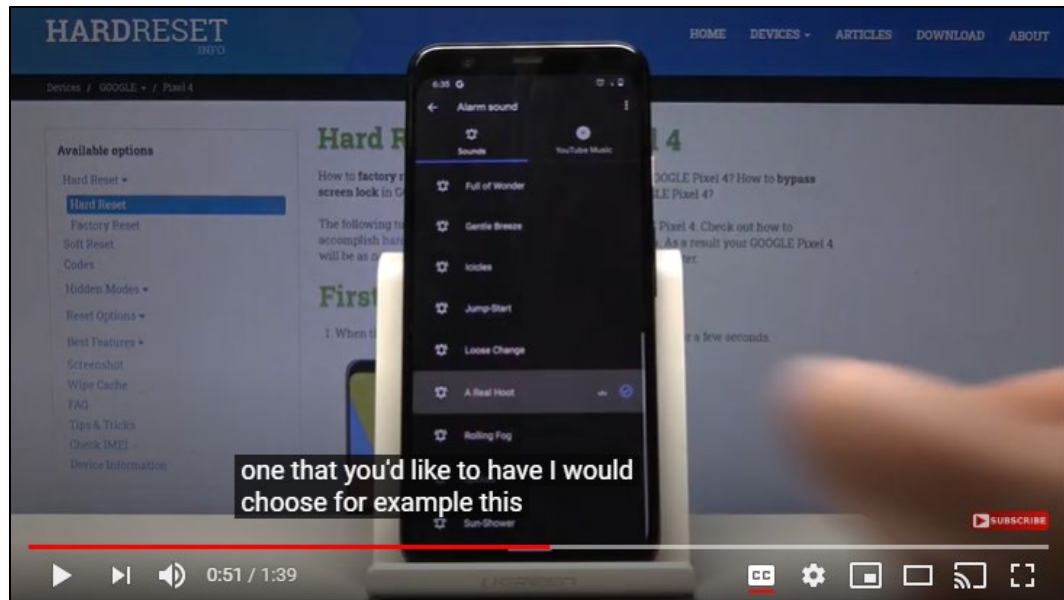 HARDRESET
INFO
HOME DEVICES ARTICLES DOWNLOAD ABOUT
Devices / GOOGLE / Pixel 4
Available options
Hard Reset
Hard Reset
Factory Reset
Soft Reset
Codes
Hidden Modes
Reset Options
Best Features
Screenshot
Wipe Cache
FAQ
Tips & Tricks
Check IMEI
Device Information
Hard R
4
How to factory r
OOGLE Pixel 4? How to bypass
screen lock in G
LE Pixel 4?
The following tu
Pixel 4. Check out how to
accomplish hard
As a result your GOOGLE Pixel 4
will be as n
ter.
First
1. When t
r a few seconds.
6:35 G
Alarm sound
Sounds
YouTube Music
Full of Wonder
Gentle Breeze
Icicles
Jump-Start
Loose Change
A Real Hoot
Rolling Fog
Sun-Shower
one that you'd like to have I would
choose for example this
UGREEN
SUBSCRIBE
0:51 / 1:39
CC